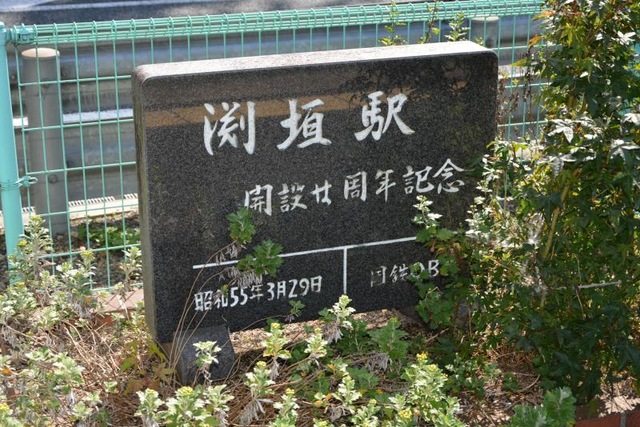 渕垣駅
開設廿周年記念
昭和55年3月29日
国鉄OB